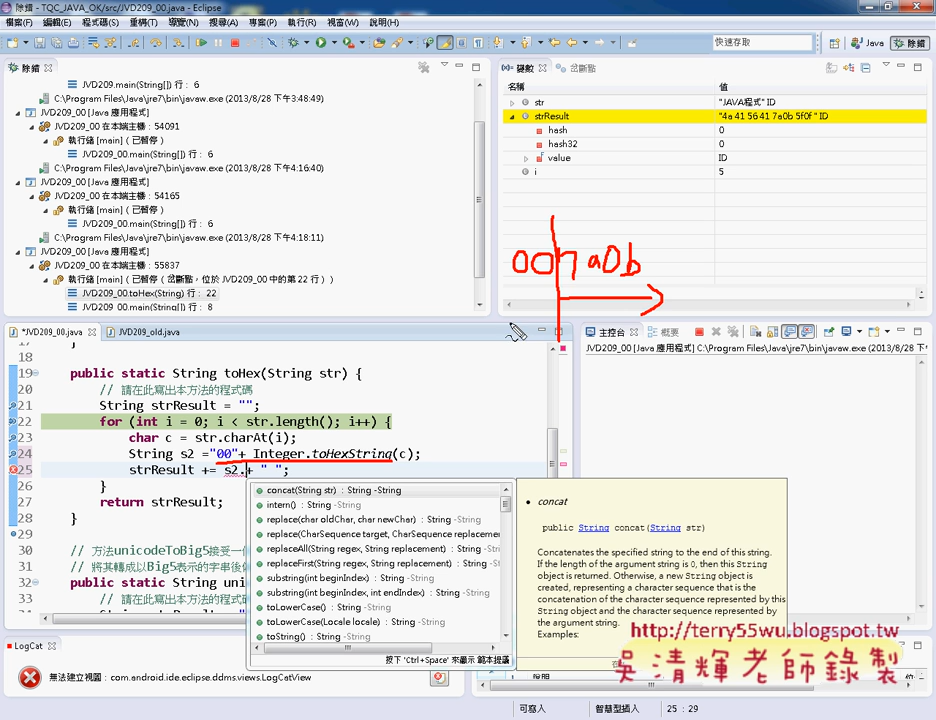 除錯 - TQC_JAVA_OK/src/JVD209_00.java - Eclipse
檔案(F) 編輯(E) 程式碼(S) 重構(T) 導覽(N) 搜尋(A) 專案(P) 執行(R) 視窗(W) 說明(H)
快速存取
Java
除錯
除錯
JVD209_00.main(String[]) 行 : 6
C:\Program Files\Java\jre7\bin\javaw.exe (2013/8/28 下午3:48:49)
JVD209_00 [Java 應用程式]
JVD209_00 在本端主機 : 54091
執行緒 [main]（已暫停）
JVD209_00.main(String[]) 行 : 6
C:\Program Files\Java\jre7\bin\javaw.exe (2013/8/28 下午4:16:40)
JVD209_00 [Java 應用程式]
JVD209_00 在本端主機 : 54165
執行緒 [main]（已暫停）
JVD209_00.main(String[]) 行 : 6
C:\Program Files\Java\jre7\bin\javaw.exe (2013/8/28 下午4:18:11)
JVD209_00 [Java 應用程式]
JVD209_00 在本端主機 : 55837
執行緒 [main]（已暫停（岔斷點，位於 JVD209_00 中的第 22 行））
JVD209_00.toHex(String) 行 : 22
JVD209_00.main(String[]) 行 : 8
變數 岔斷點
名稱 值
str "JAVA程式" ID
strResult "4a 41 56 41 7a0b 5f0f " ID
hash 0
hash32 0
value ID
i 5
007a0b
*JVD209_00.java JVD209_old.java
17 }
18
19 public static String toHex(String str) {
20 // 請在此寫出本方法的程式碼
21 String strResult = "";
22 for (int i = 0; i < str.length(); i++) {
23 char c = str.charAt(i);
24 String s2 ="00"+ Integer.toHexString(c);
25 strResult += s2.+ " ";
26 }
27 return strResult;
28 }
29
30 // 方法unicodeToBig5接受一個
31 // 將其轉成以Big5表示的字串後
32 public static String uni
33 // 請在此寫出本方法的程式
concat(String str) : String - String
intern() : String - String
replace(char oldChar, char newChar) : String - String
replace(CharSequence target, CharSequence replaceme
replaceAll(String regex, String replacement) : String - St
replaceFirst(String regex, String replacement) : String -
substring(int beginIndex) : String - String
substring(int beginIndex, int endIndex) : String - String
toLowerCase() : String - String
toLowerCase(Locale locale) : String - String
toString() : String - String
按下 'Ctrl+Space' 來顯示 範本提議
concat
public String concat(String str)
Concatenates the specified string to the end of this string.
If the length of the argument string is 0, then this String
object is returned. Otherwise, a new String object is
created, representing a character sequence that is the
concatenation of the character sequence represented by this
String object and the character sequence represented by
the argument string.
Examples:
主控台 概要
JVD209_00 [Java 應用程式] C:\Program Files\Java\jre7\bin\javaw.exe (2013/8/28 下午
LogCat
無法建立視圖 : com.android.ide.eclipse.ddms.views.LogCatView
說明
http://terry55wu.blogspot.tw
吳清輝老師錄製
可寫入 智慧型插入 25 : 29